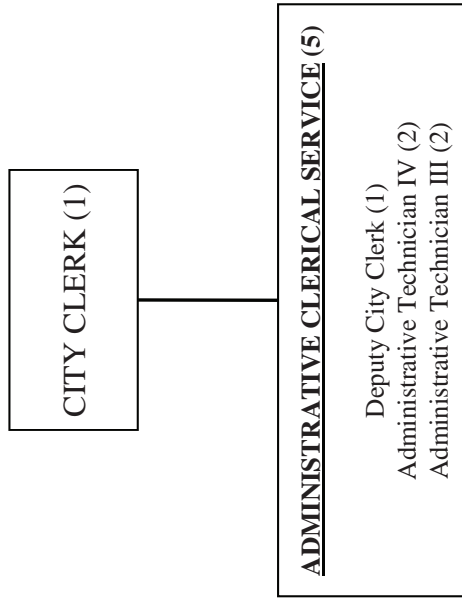 CITY CLERK (1)
ADMINISTRATIVE CLERICAL SERVICE (5)
Deputy City Clerk (1)
Administrative Technician IV (2)
Administrative Technician III (2)